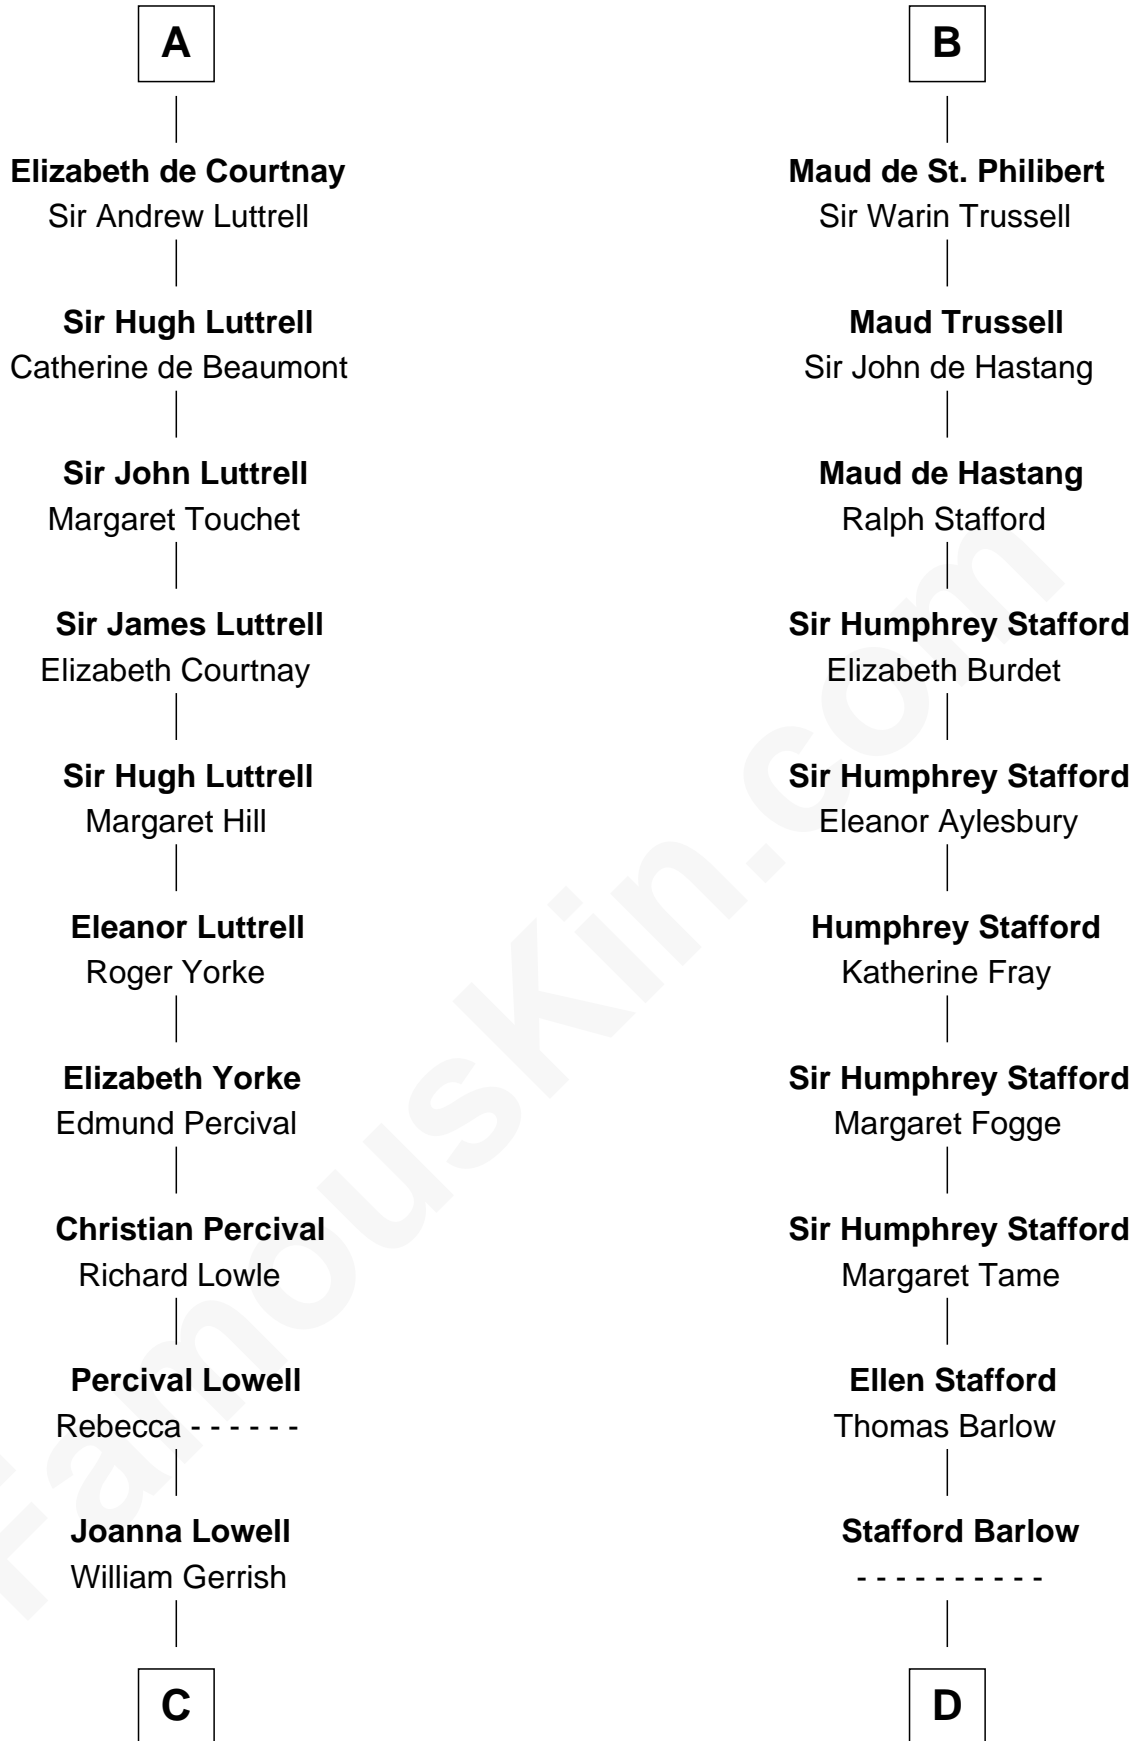 A
Elizabeth de Courtnay
Sir Andrew Luttrell
Sir Hugh Luttrell
Catherine de Beaumont
Sir John Luttrell
Margaret Touchet
Sir James Luttrell
Elizabeth Courtnay
Sir Hugh Luttrell
Margaret Hill
Eleanor Luttrell
Roger Yorke
Elizabeth Yorke
Edmund Percival
Christian Percival
Richard Lowle
Percival Lowell
Rebecca - - - - - -
Joanna Lowell
William Gerrish
C
B
Maud de St. Philibert
Sir Warin Trussell
Maud Trussell
Sir John de Hastang
Maud de Hastang
Ralph Stafford
Sir Humphrey Stafford
Elizabeth Burdet
Sir Humphrey Stafford
Eleanor Aylesbury
Humphrey Stafford
Katherine Fray
Sir Humphrey Stafford
Margaret Fogge
Sir Humphrey Stafford
Margaret Tame
Ellen Stafford
Thomas Barlow
Stafford Barlow
- - - - - - - - - -
D
FamousKin.com